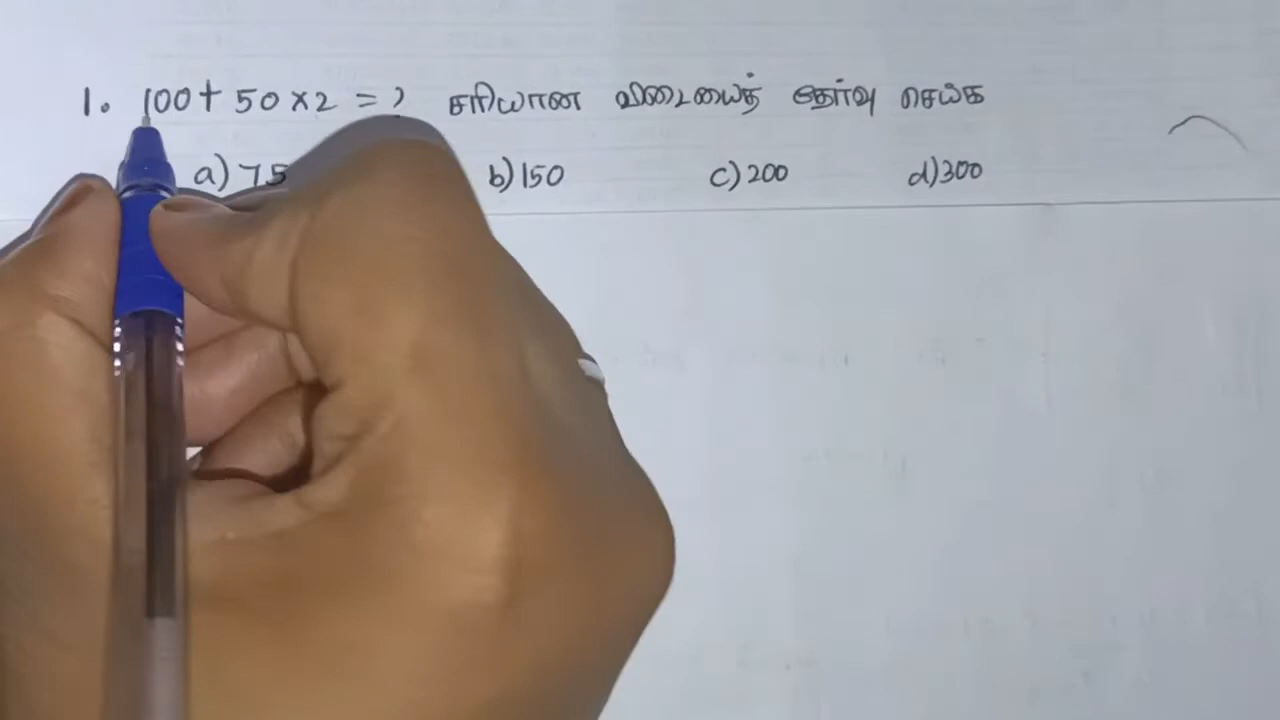 1. 100+ 50×2 = ? சரியான விடையைத் தேர்வு செய்க
a) 75 b) 150 c) 200 d) 300